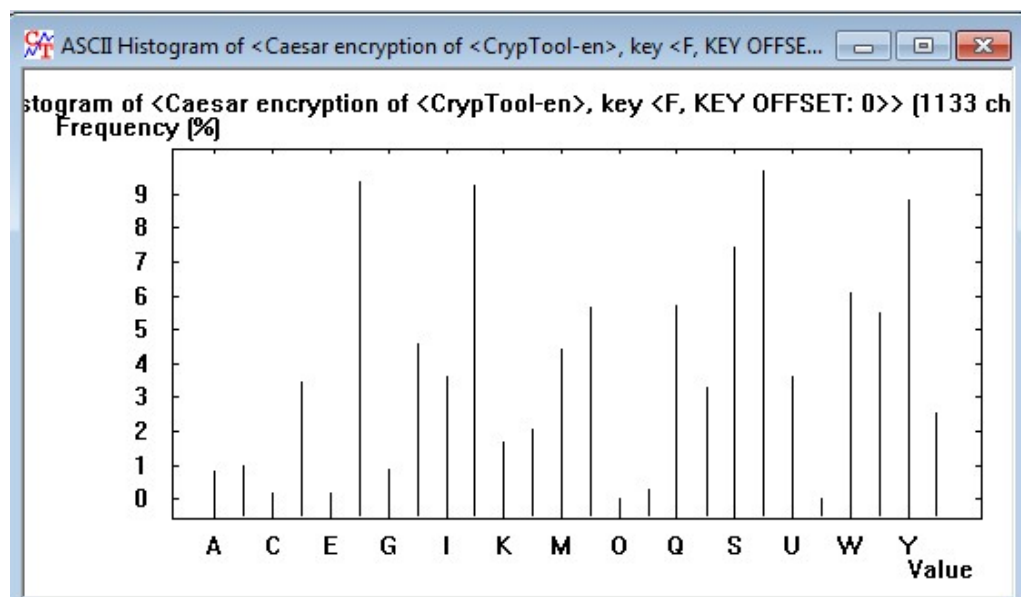 ASCII Histogram of <Caesar encryption of <CrypTool-en>, key <F, KEY OFFSE...
stogram of <Caesar encryption of <CrypTool-en>, key <F, KEY OFFSET: 0>> (1133 ch
Frequency (%)
9
8
7
6
5
4
3
2
1
0
A C E G I K M O Q S U W Y
Value